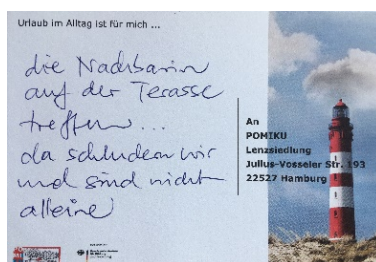 Urlaub im Alltag ist für mich ...
die Nachbarin
auf der Terasse
treffen...
da schludern wir
und sind nicht
alleine
An
POMIKU
Lenzsiedlung
Julius-Vosseler Str. 193
22527 Hamburg